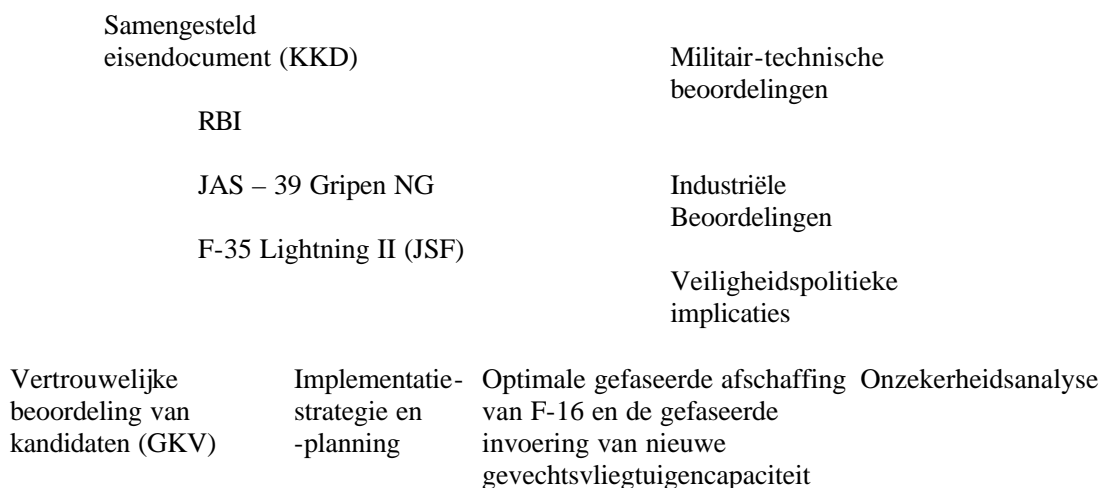 Samengesteld
eisendocument (KKD)
Militair-technische
beoordelingen
RBI
JAS – 39 Gripen NG
Industriële
Beoordelingen
F-35 Lightning II (JSF)
Veiligheidspolitieke
implicaties
Vertrouwelijke
beoordeling van
kandidaten (GKV)
Implementatie-
strategie en
-planning
Optimale gefaseerde afschaffing
van F-16 en de gefaseerde
invoering van nieuwe
gevechtsvliegtuigencapaciteit
Onzekerheidsanalyse